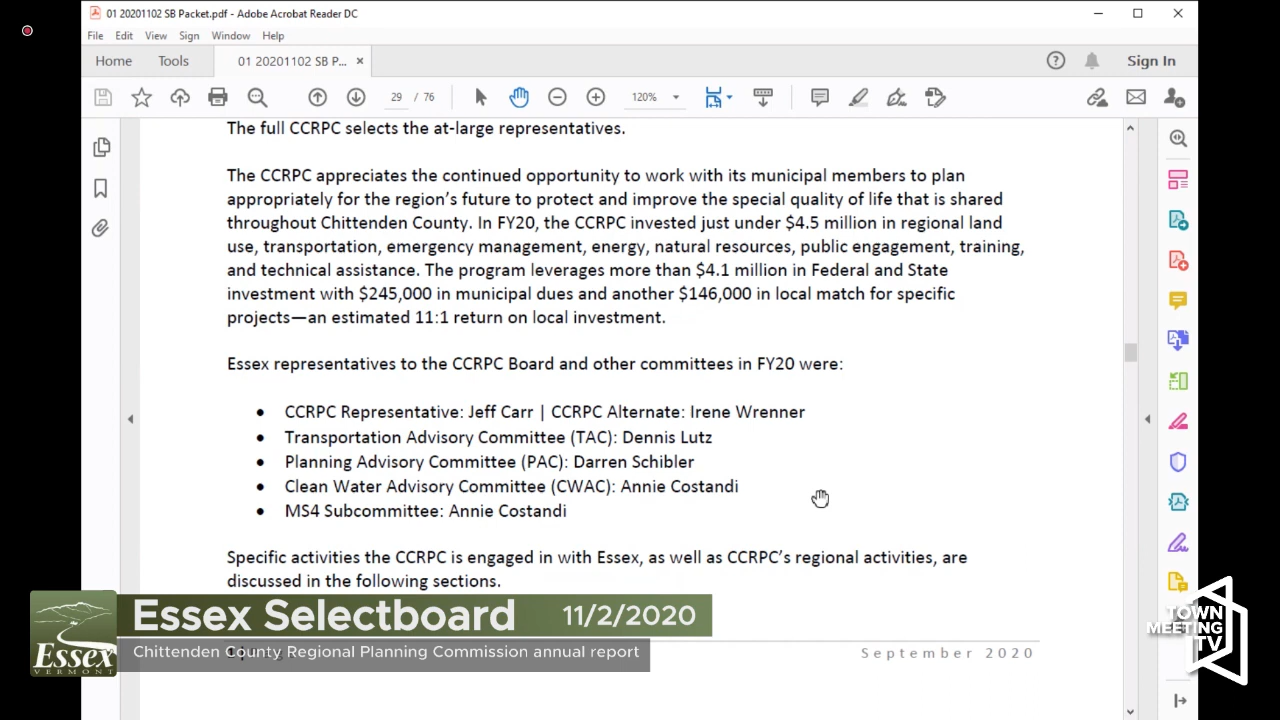 01 20201102 SB Packet.pdf - Adobe Acrobat Reader DC
File Edit View Sign Window Help
Home Tools 01 20201102 SB P... × Sign In
29 / 76 120%
The full CCRPC selects the at-large representatives.
The CCRPC appreciates the continued opportunity to work with its municipal members to plan
appropriately for the region's future to protect and improve the special quality of life that is shared
throughout Chittenden County. In FY20, the CCRPC invested just under $4.5 million in regional land
use, transportation, emergency management, energy, natural resources, public engagement, training,
and technical assistance. The program leverages more than $4.1 million in Federal and State
investment with $245,000 in municipal dues and another $146,000 in local match for specific
projects—an estimated 11:1 return on local investment.
Essex representatives to the CCRPC Board and other committees in FY20 were:
• CCRPC Representative: Jeff Carr | CCRPC Alternate: Irene Wrenner
• Transportation Advisory Committee (TAC): Dennis Lutz
• Planning Advisory Committee (PAC): Darren Schibler
• Clean Water Advisory Committee (CWAC): Annie Costandi
• MS4 Subcommittee: Annie Costandi
Specific activities the CCRPC is engaged in with Essex, as well as CCRPC's regional activities, are
discussed in the following sections.
Essex Selectboard 11/2/2020
Chittenden County Regional Planning Commission annual report
September 2020
Essex
VERMONT
TOWN
MEETING
TV